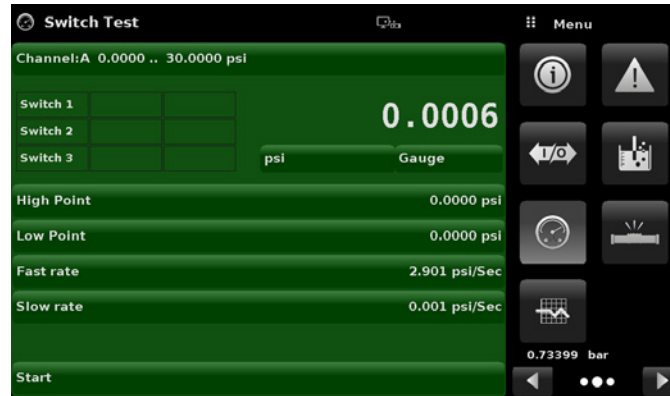 Switch Test
Menu
Channel:A 0.0000 .. 30.0000 psi
Switch 1
Switch 2
Switch 3
0.0006
psi Gauge
High Point 0.0000 psi
Low Point 0.0000 psi
Fast rate 2.901 psi/Sec
Slow rate 0.001 psi/Sec
Start
I/O
0.73399 bar